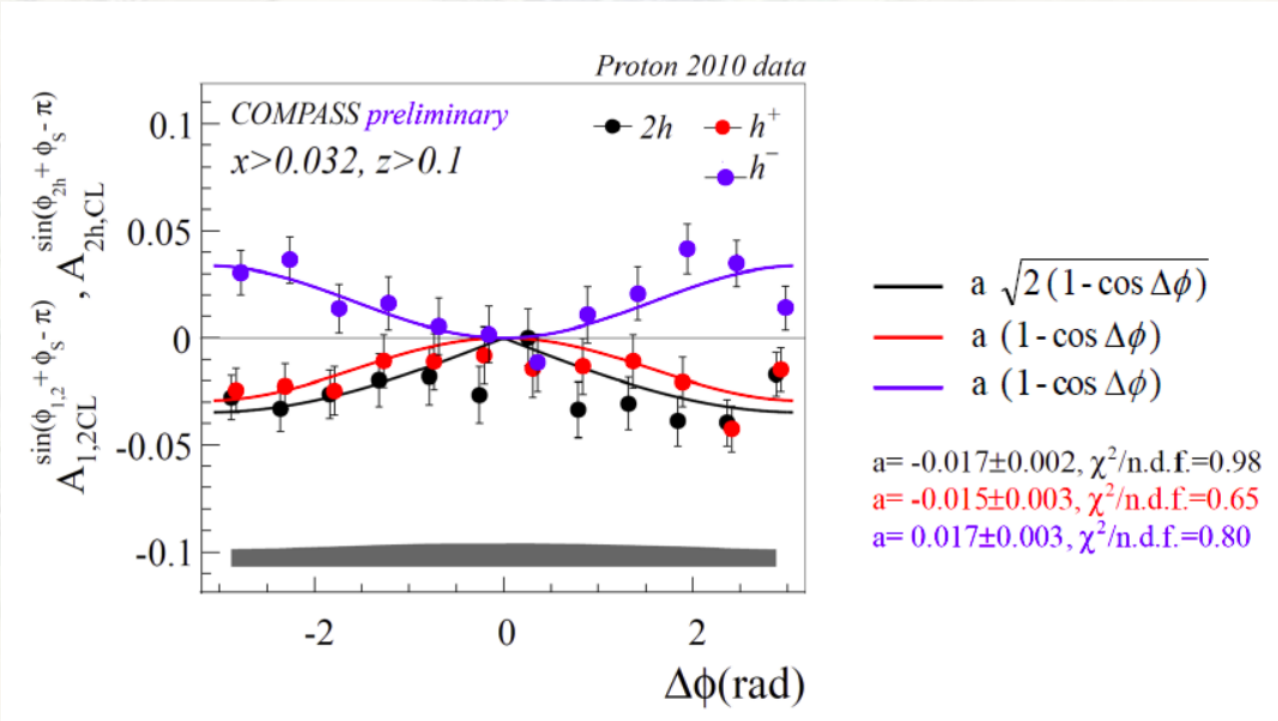 Proton 2010 data
COMPASS preliminary
x>0.032, z>0.1
2h
h⁺
h⁻
A_{1,2CL}^{sin(ϕ_{1,2} + ϕ_S - π)} , A_{2h,CL}^{sin(ϕ_{2h} + ϕ_S - π)}
0.1
0.05
0
-0.05
-0.1
-2 0 2
Δϕ(rad)
a √2(1-cos Δϕ)
a (1-cos Δϕ)
a (1-cos Δϕ)
a= -0.017±0.002, χ²/n.d.f.=0.98
a= -0.015±0.003, χ²/n.d.f.=0.65
a= 0.017±0.003, χ²/n.d.f.=0.80